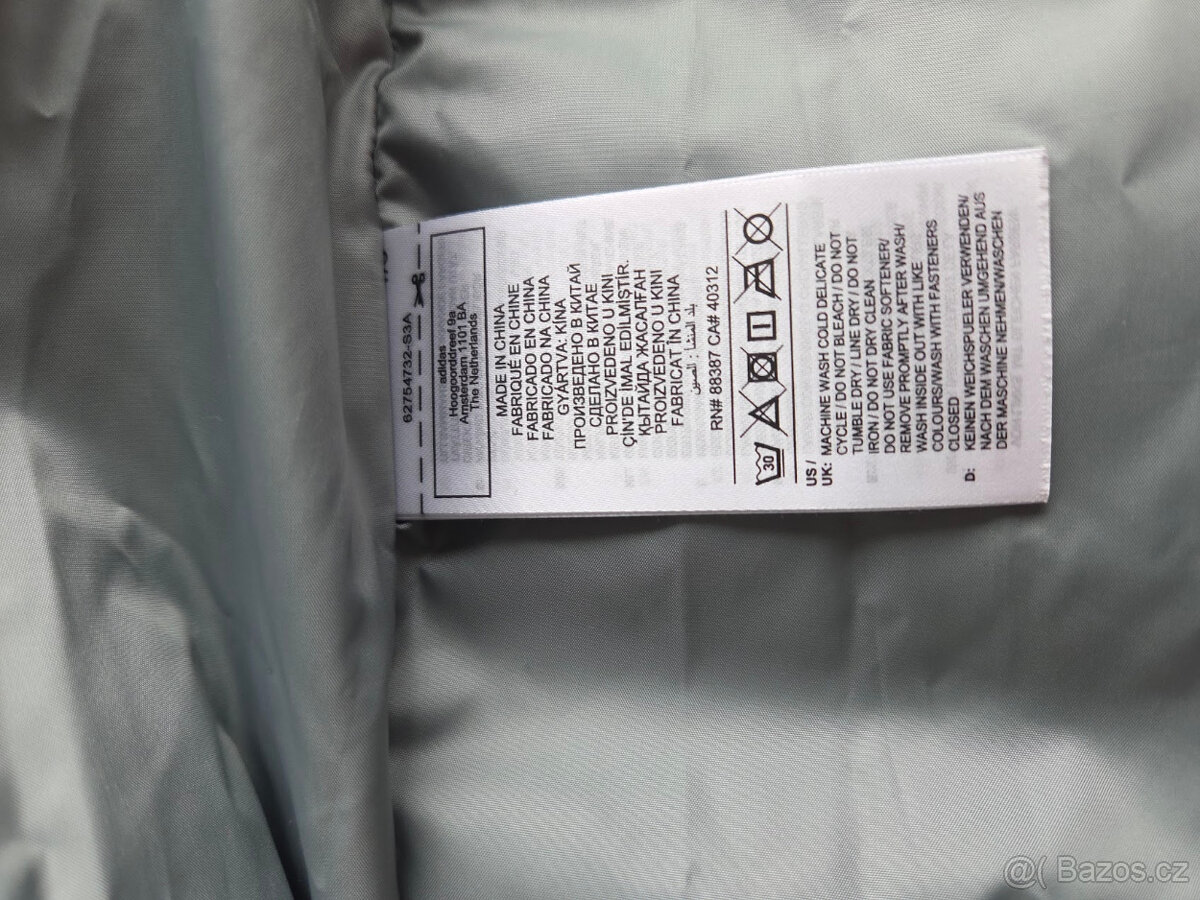 62754732-S3A
adidas
Hoogoorddreef 9a
Amsterdam 1101 BA
The Netherlands
MADE IN CHINA
FABRIQUÉ EN CHINE
FABRICADO EN CHINA
FABRICADO NA CHINA
GYÁRTVA: KÍNA
ПРОИЗВЕДЕНО В КИТАЙ
СДЕЛАНО В КИТАЕ
PROIZVEDENO U KINI
ÇİN'DE İMAL EDİLMİŞTİR.
ҚЫТАЙДА ЖАСАЛҒАН
PROIZVEDENO U KINI
FABRICAT ÎN CHINA
بلد المنشأ : الصين
RN# 88387 CA# 40312
30
US /
UK: MACHINE WASH COLD DELICATE
CYCLE / DO NOT BLEACH / DO NOT
TUMBLE DRY / LINE DRY / DO NOT
IRON / DO NOT DRY CLEAN
DO NOT USE FABRIC SOFTENER/
REMOVE PROMPTLY AFTER WASH/
WASH INSIDE OUT WITH LIKE
COLOURS/WASH WITH FASTENERS
CLOSED
D: KEINEN WEICHSPUELER VERWENDEN/
NACH DEM WASCHEN UMGEHEND AUS
DER MASCHINE NEHMEN/WASCHEN
@( Bazos.cz